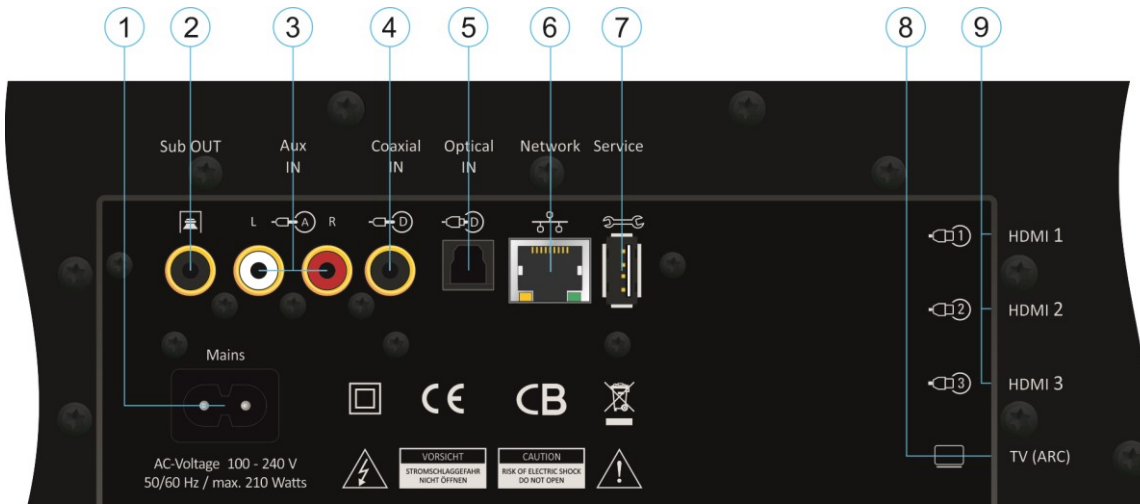 1
2
3
4
5
6
7
8
9
Sub OUT
Aux
IN
Coaxial
IN
Optical
IN
Network
Service
L
A
R
D
D
1
HDMI 1
2
HDMI 2
3
HDMI 3
TV (ARC)
Mains
AC-Voltage 100 - 240 V
50/60 Hz / max. 210 Watts
CE
CB
VORSICHT
STROMSCHLAGGEFAHR
NICHT ÖFFNEN
CAUTION
RISK OF ELECTRIC SHOCK
DO NOT OPEN